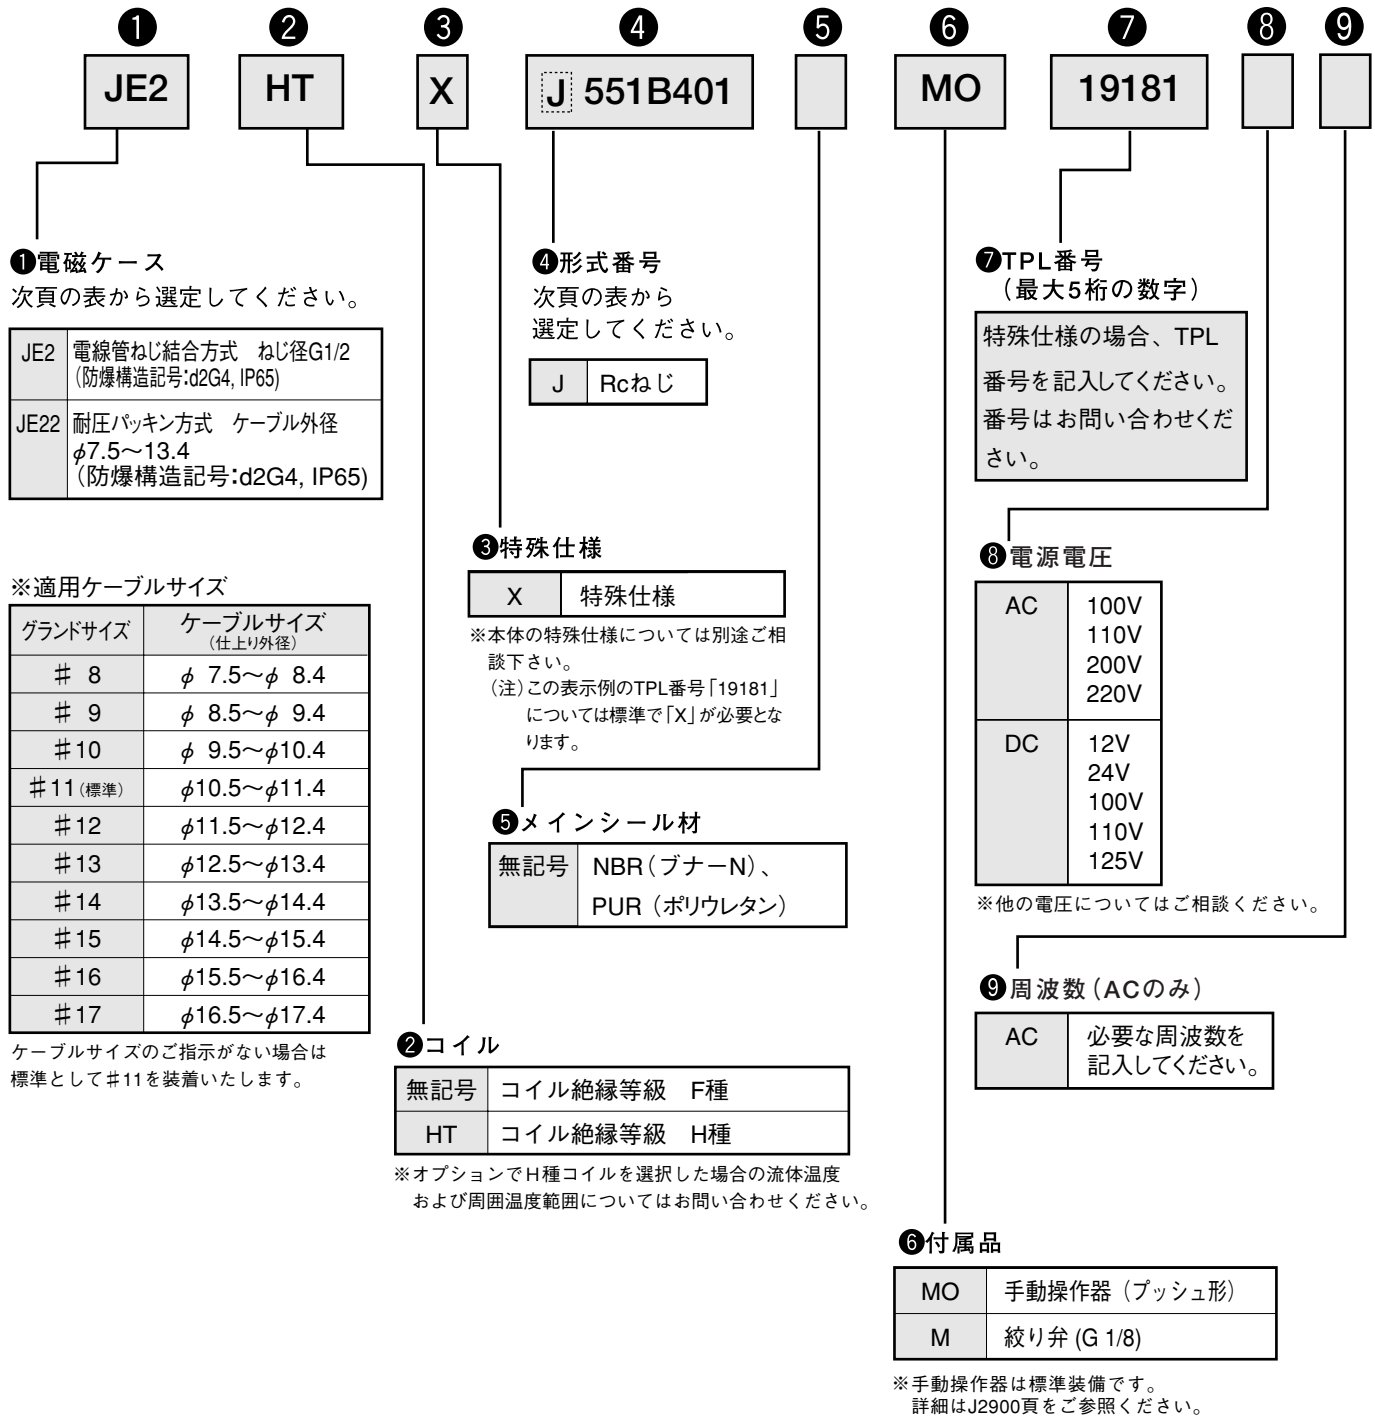 ❶ ❷ ❸ ❹ ❺ ❻ ❼ ❽ ❾
JE2 HT X J 551B401 MO 19181
❶電磁ケース
次頁の表から選定してください。
JE2 電線管ねじ結合方式 ねじ径G1/2
(防爆構造記号:d2G4, IP65)
JE22 耐圧パッキン方式 ケーブル外径
φ7.5〜13.4
(防爆構造記号:d2G4, IP65)
※適用ケーブルサイズ
グランドサイズ ケーブルサイズ
(仕上り外径)
♯ 8 φ 7.5〜φ 8.4
♯ 9 φ 8.5〜φ 9.4
♯10 φ 9.5〜φ10.4
♯11(標準) φ10.5〜φ11.4
♯12 φ11.5〜φ12.4
♯13 φ12.5〜φ13.4
♯14 φ13.5〜φ14.4
♯15 φ14.5〜φ15.4
♯16 φ15.5〜φ16.4
♯17 φ16.5〜φ17.4
ケーブルサイズのご指示がない場合は
標準として♯11を装着いたします。
❹形式番号
次頁の表から
選定してください。
J Rcねじ
❸特殊仕様
X 特殊仕様
※本体の特殊仕様については別途ご相
談下さい。
(注)この表示例のTPL番号「19181」
については標準で「X」が必要とな
ります。
❺メインシール材
無記号 NBR(ブナーN)、
PUR(ポリウレタン)
❷コイル
無記号 コイル絶縁等級 F種
HT コイル絶縁等級 H種
※オプションでH種コイルを選択した場合の流体温度
および周囲温度範囲についてはお問い合わせください。
❼TPL番号
(最大5桁の数字)
特殊仕様の場合、TPL
番号を記入してください。
番号はお問い合わせくだ
さい。
❽電源電圧
AC 100V
110V
200V
220V
DC 12V
24V
100V
110V
125V
※他の電圧についてはご相談ください。
❾周波数(ACのみ)
AC 必要な周波数を
記入してください。
❻付属品
MO 手動操作器(プッシュ形)
M 絞り弁 (G 1/8)
※手動操作器は標準装備です。
詳細はJ2900頁をご参照ください。